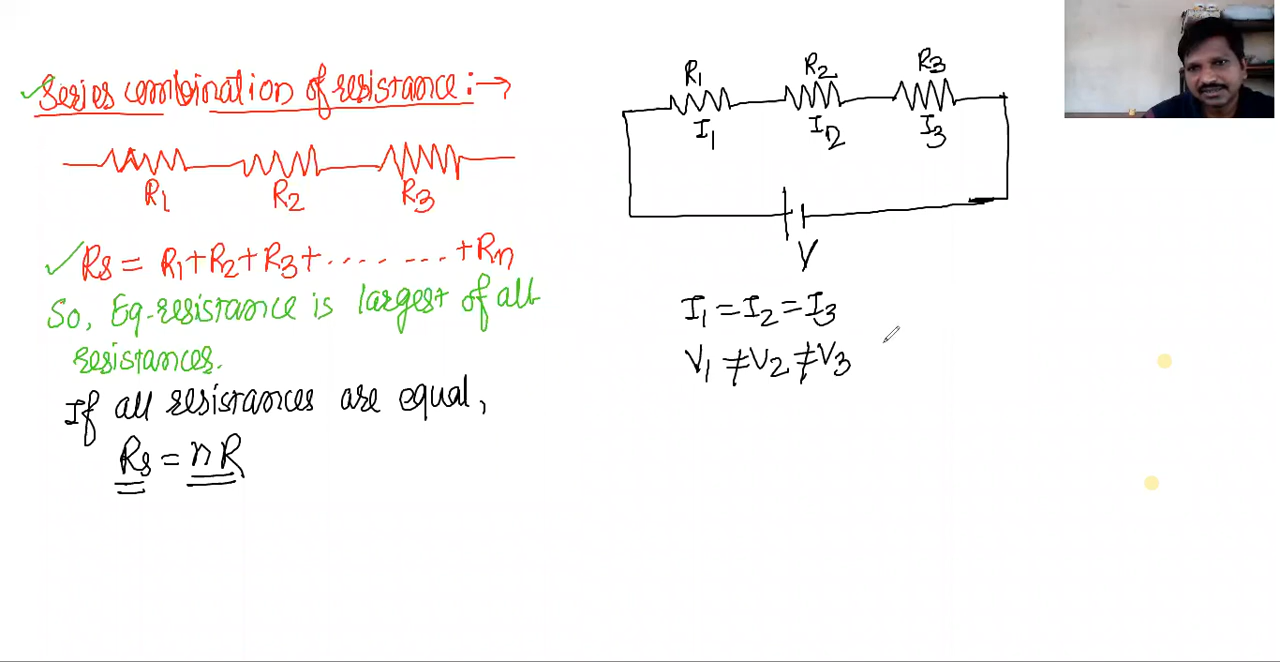 Series combination of resistance :→
R1 R2 R3
Rs = R1+R2+R3+ ........ +Rn
So, Eq-resistance is largest of all
resistances.
If all resistances are equal,
Rs = nR
R1 R2 R3
I1 I2 I3
V
I1 = I2 = I3
V1 ≠ V2 ≠ V3